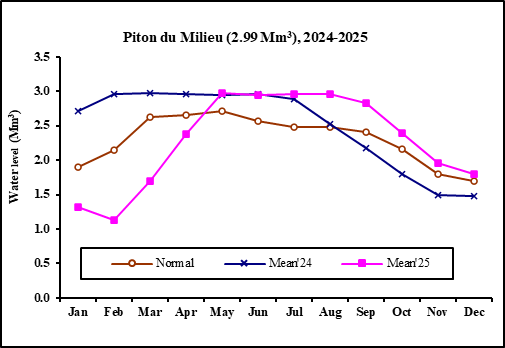 Piton du Milieu (2.99 Mm³), 2024-2025
Water level (Mm³)
3.5
3.0
2.5
2.0
1.5
1.0
0.5
0.0
Normal Mean'24 Mean'25
Jan Feb Mar Apr May Jun Jul Aug Sep Oct Nov Dec